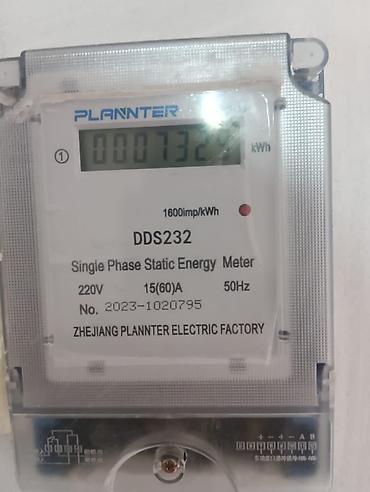 PLANNTER
① kWh
1600imp/kWh
DDS232
Single Phase Static Energy Meter
220V 15(60)A 50Hz
No. 2023-1020795
ZHEJIANG PLANNTER ELECTRIC FACTORY
+ - + - A B